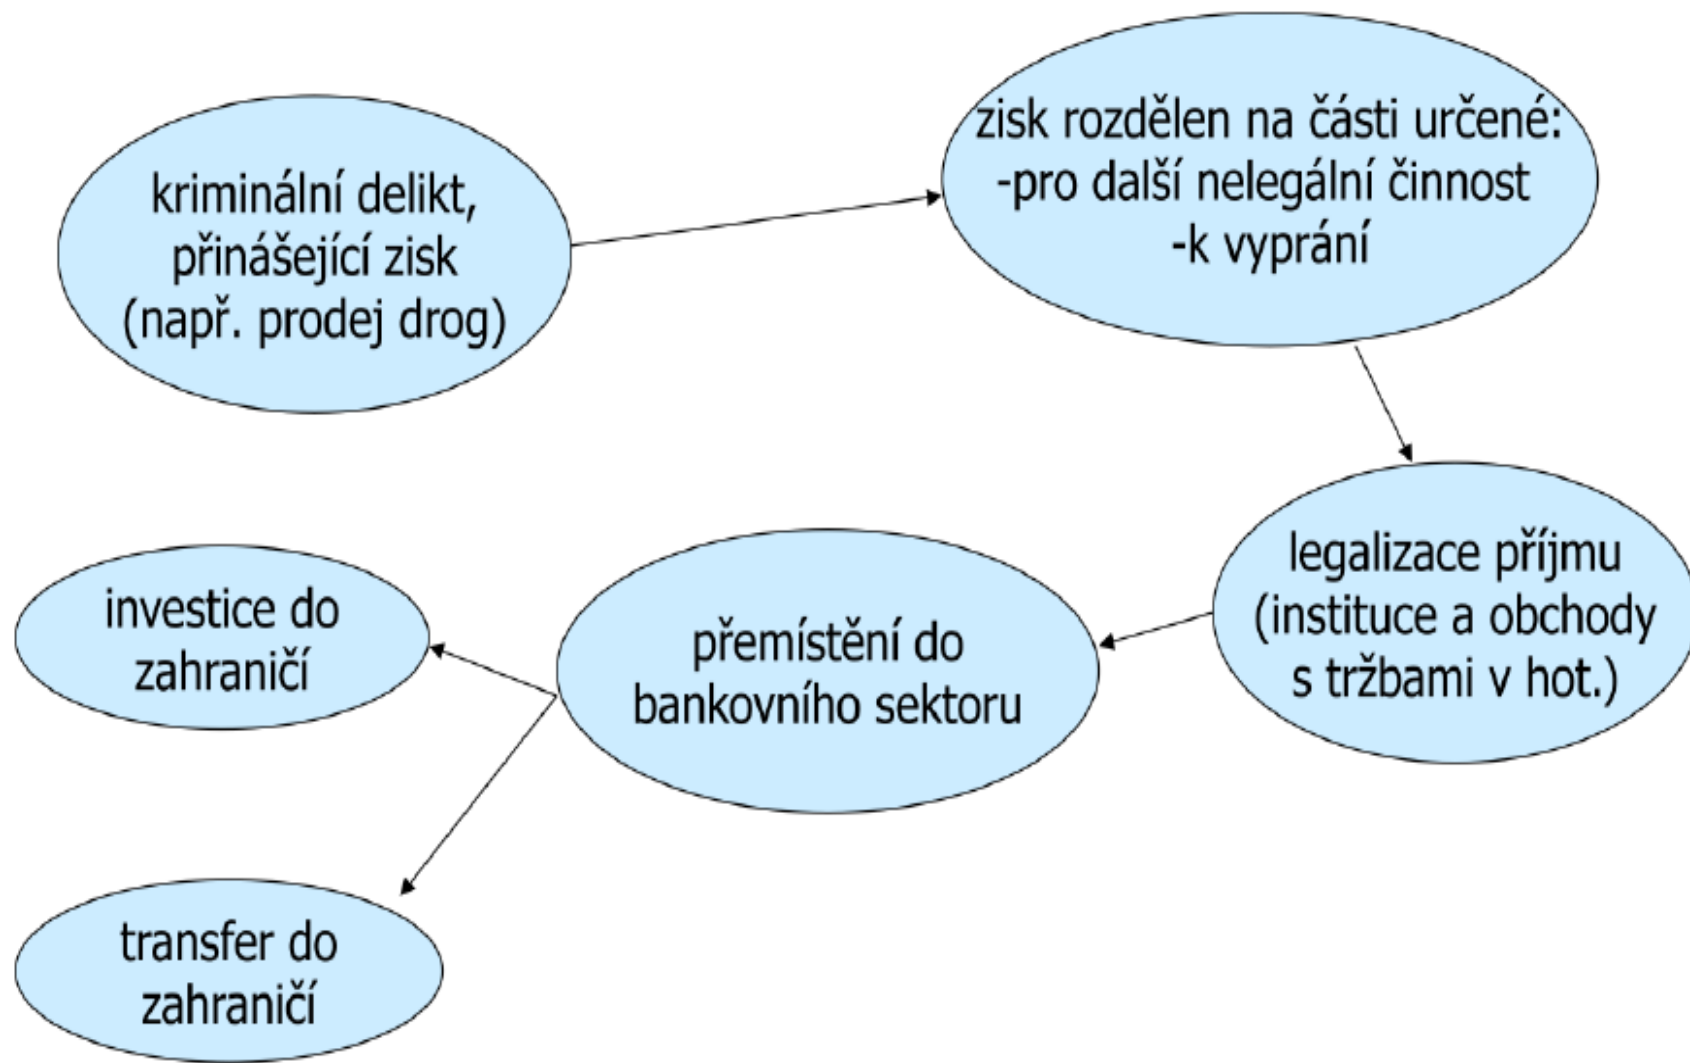 kriminální delikt,
přinášející zisk
(např. prodej drog)
zisk rozdělen na části určené:
-pro další nelegální činnost
-k vyprání
legalizace příjmu
(instituce a obchody
s tržbami v hot.)
přemístění do
bankovního sektoru
investice do
zahraničí
transfer do
zahraničí